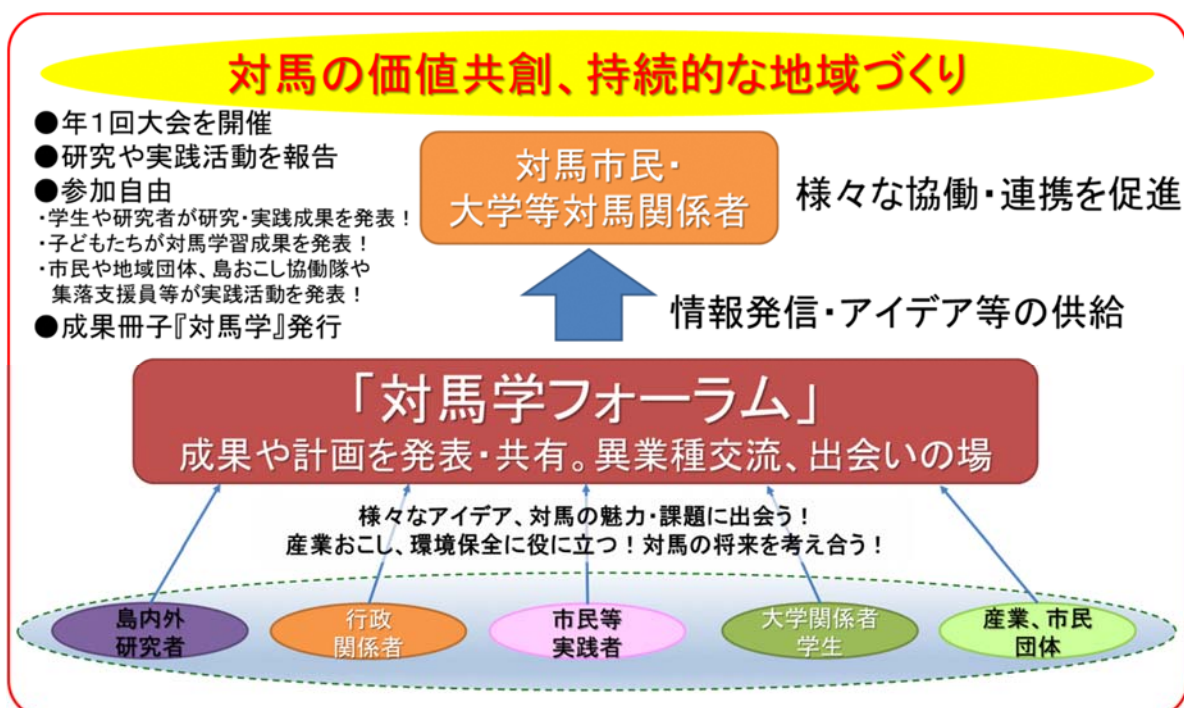 対馬の価値共創、持続的な地域づくり
●年1回大会を開催
●研究や実践活動を報告
●参加自由
・学生や研究者が研究・実践成果を発表！
・子どもたちが対馬学習成果を発表！
・市民や地域団体、島おこし協働隊や
集落支援員等が実践活動を発表！
●成果冊子『対馬学』発行
対馬市民・
大学等対馬関係者
様々な協働・連携を促進
情報発信・アイデア等の供給
「対馬学フォーラム」
成果や計画を発表・共有。異業種交流、出会いの場
様々なアイデア、対馬の魅力・課題に出会う！
産業おこし、環境保全に役に立つ！対馬の将来を考え合う！
島内外
研究者
行政
関係者
市民等
実践者
大学関係者
学生
産業、市民
団体